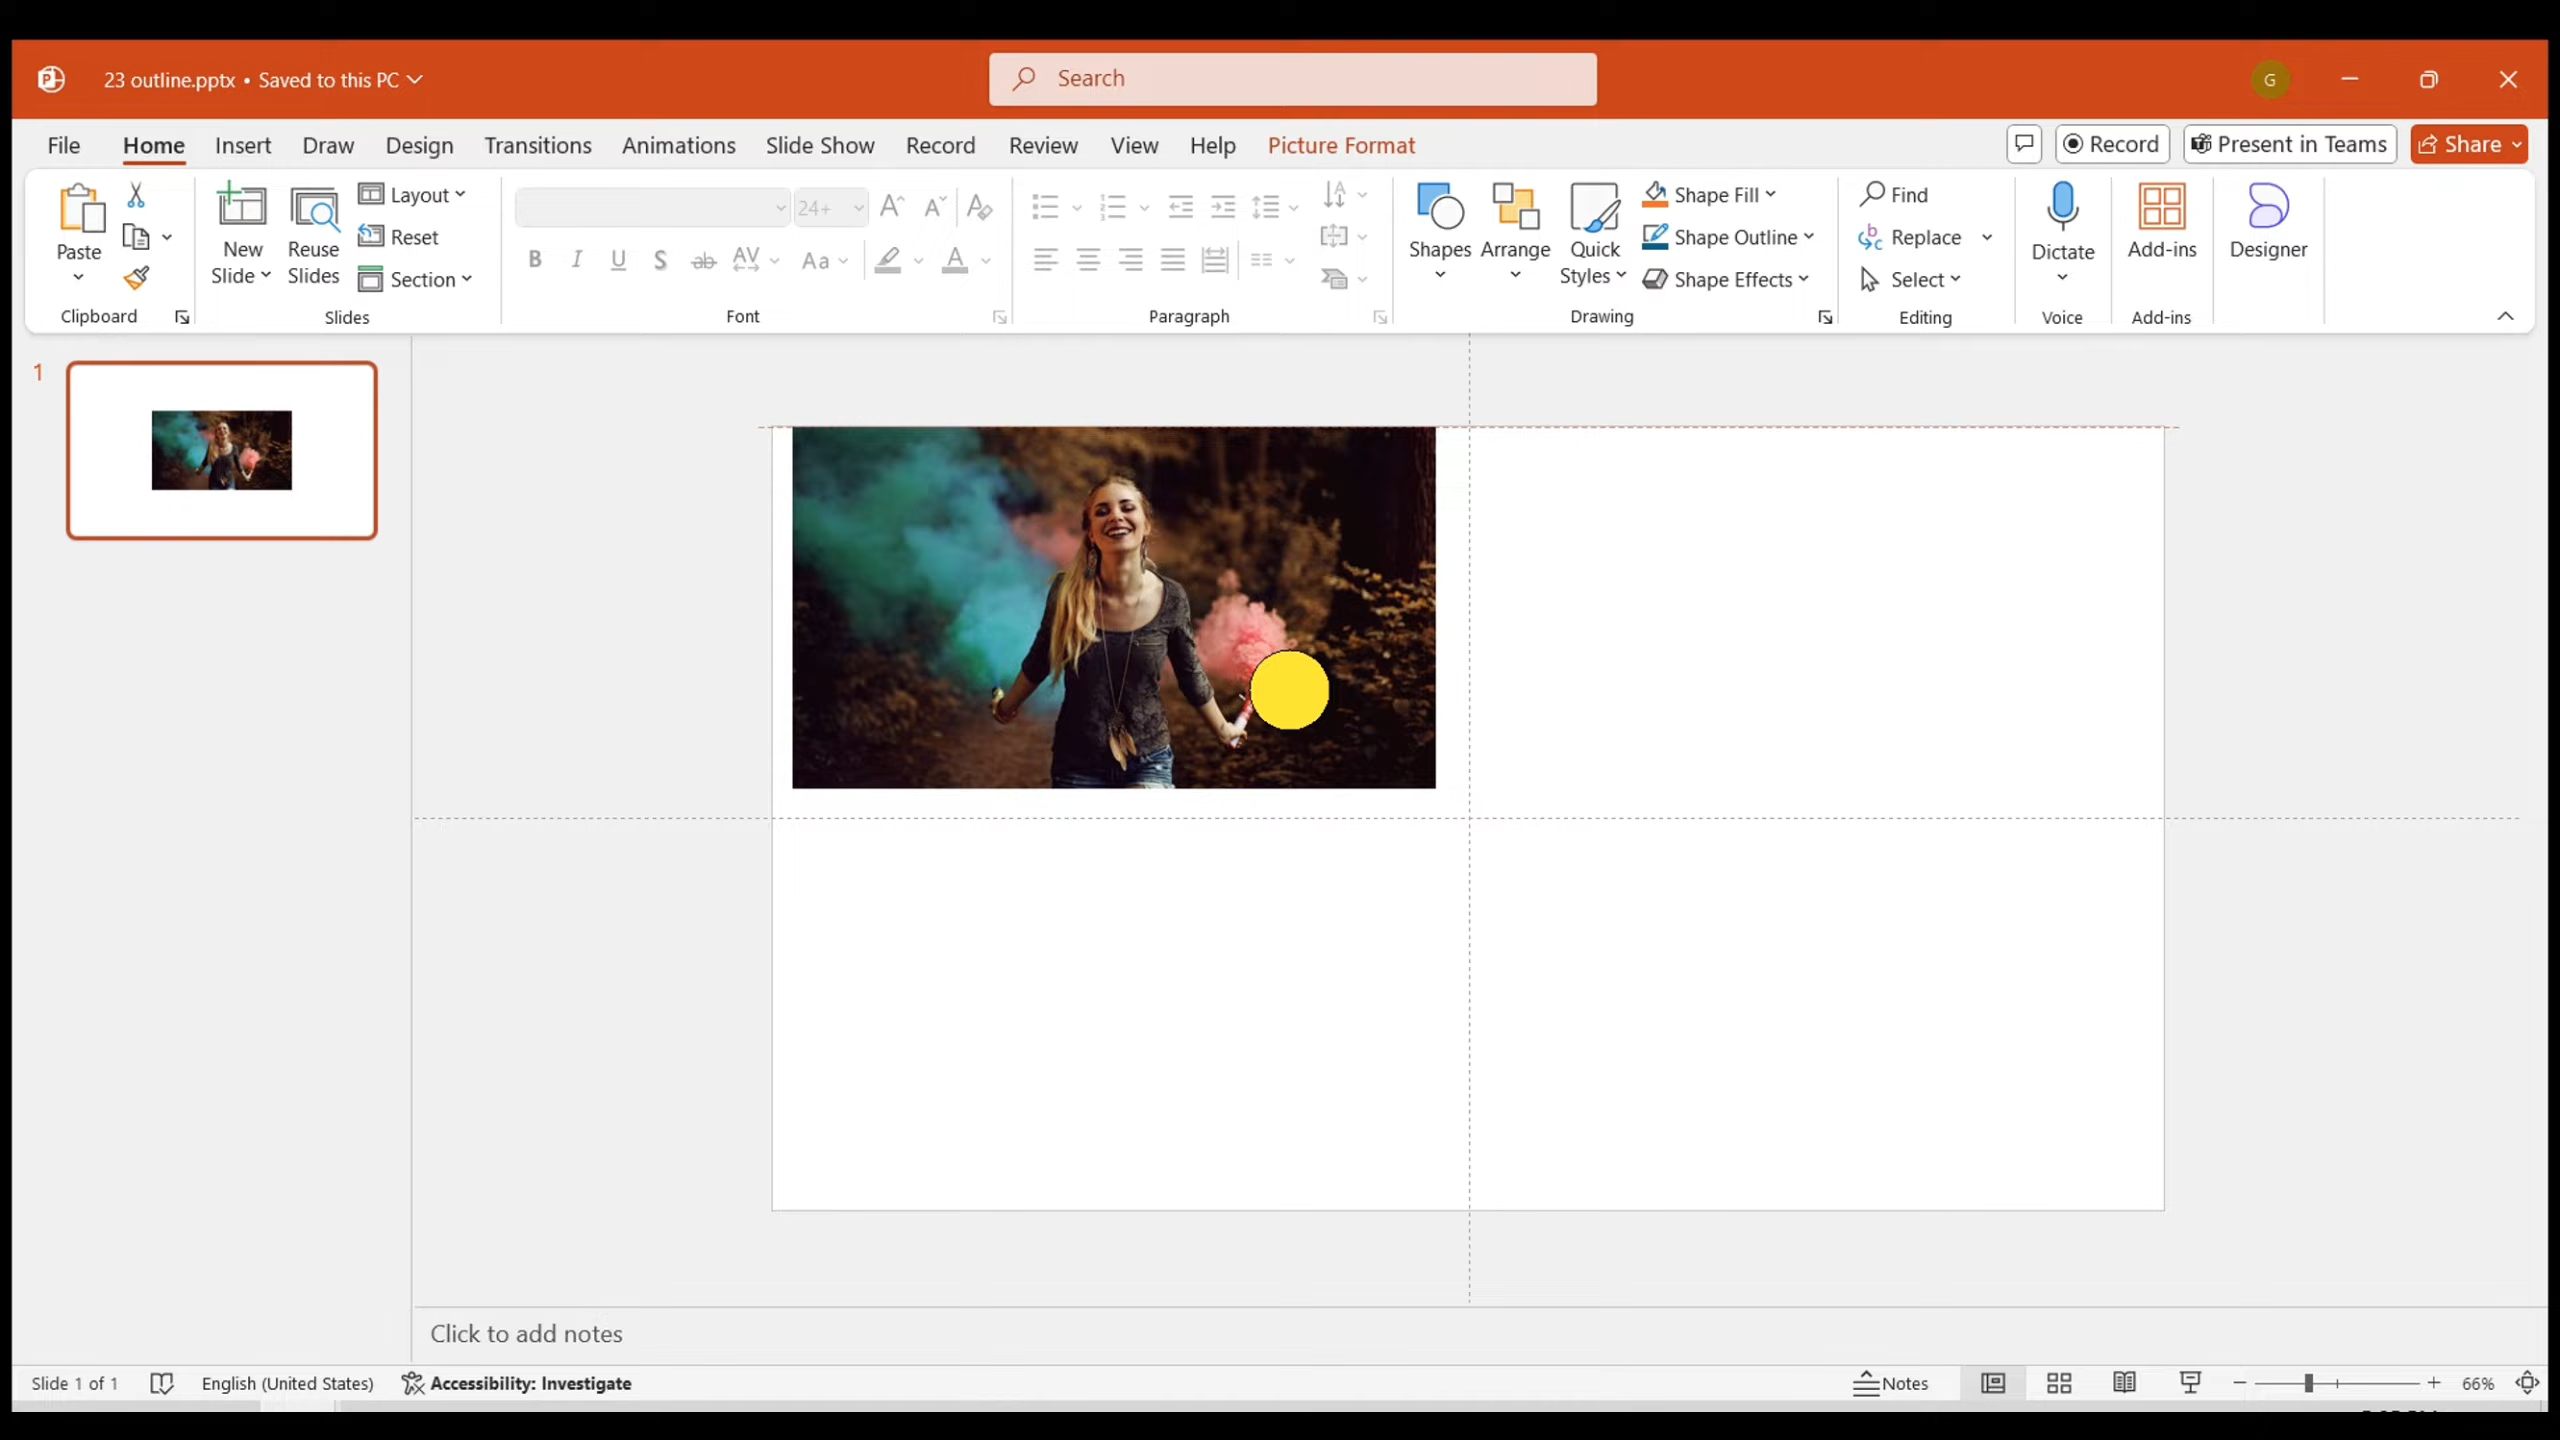 23 outline.pptx • Saved to this PC
Search
G
File Home Insert Draw Design Transitions Animations Slide Show Record Review View Help Picture Format
Record Present in Teams Share
Paste
New Slide
Reuse Slides
Layout
Reset
Section
24+
B I U S ab AV Aa A
Shapes
Arrange
Quick Styles
Shape Fill
Shape Outline
Shape Effects
Find
Replace
Select
Dictate
Add-ins
Designer
Clipboard Slides Font Paragraph Drawing Editing Voice Add-ins
1
Click to add notes
Slide 1 of 1 English (United States) Accessibility: Investigate Notes 66%